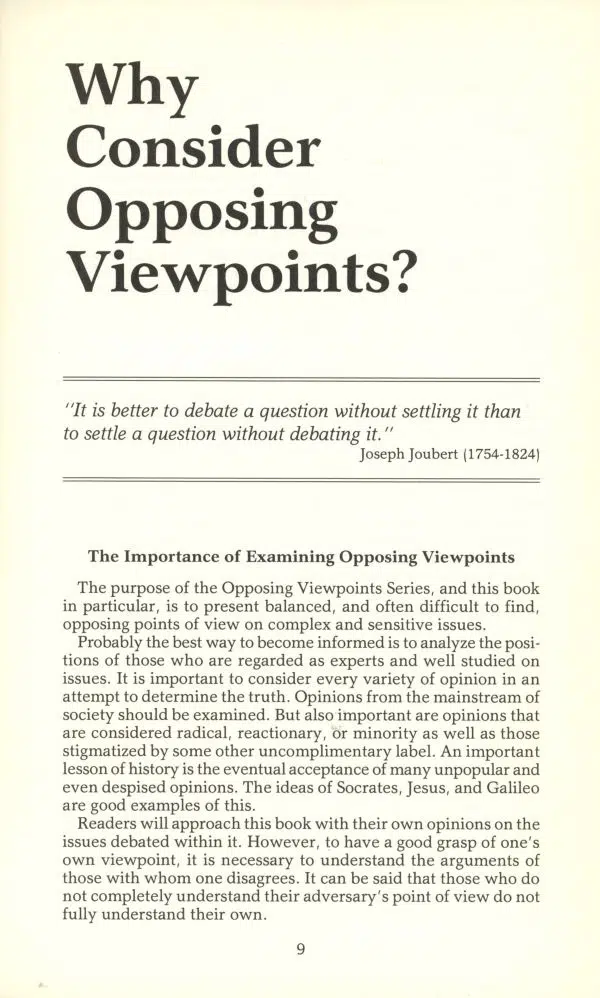 Why
Consider
Opposing
Viewpoints?
"It is better to debate a question without settling it than
to settle a question without debating it."
Joseph Joubert (1754-1824)
The Importance of Examining Opposing Viewpoints
The purpose of the Opposing Viewpoints Series, and this book
in particular, is to present balanced, and often difficult to find,
opposing points of view on complex and sensitive issues.
Probably the best way to become informed is to analyze the posi-
tions of those who are regarded as experts and well studied on
issues. It is important to consider every variety of opinion in an
attempt to determine the truth. Opinions from the mainstream of
society should be examined. But also important are opinions that
are considered radical, reactionary, or minority as well as those
stigmatized by some other uncomplimentary label. An important
lesson of history is the eventual acceptance of many unpopular and
even despised opinions. The ideas of Socrates, Jesus, and Galileo
are good examples of this.
Readers will approach this book with their own opinions on the
issues debated within it. However, to have a good grasp of one's
own viewpoint, it is necessary to understand the arguments of
those with whom one disagrees. It can be said that those who do
not completely understand their adversary's point of view do not
fully understand their own.
9